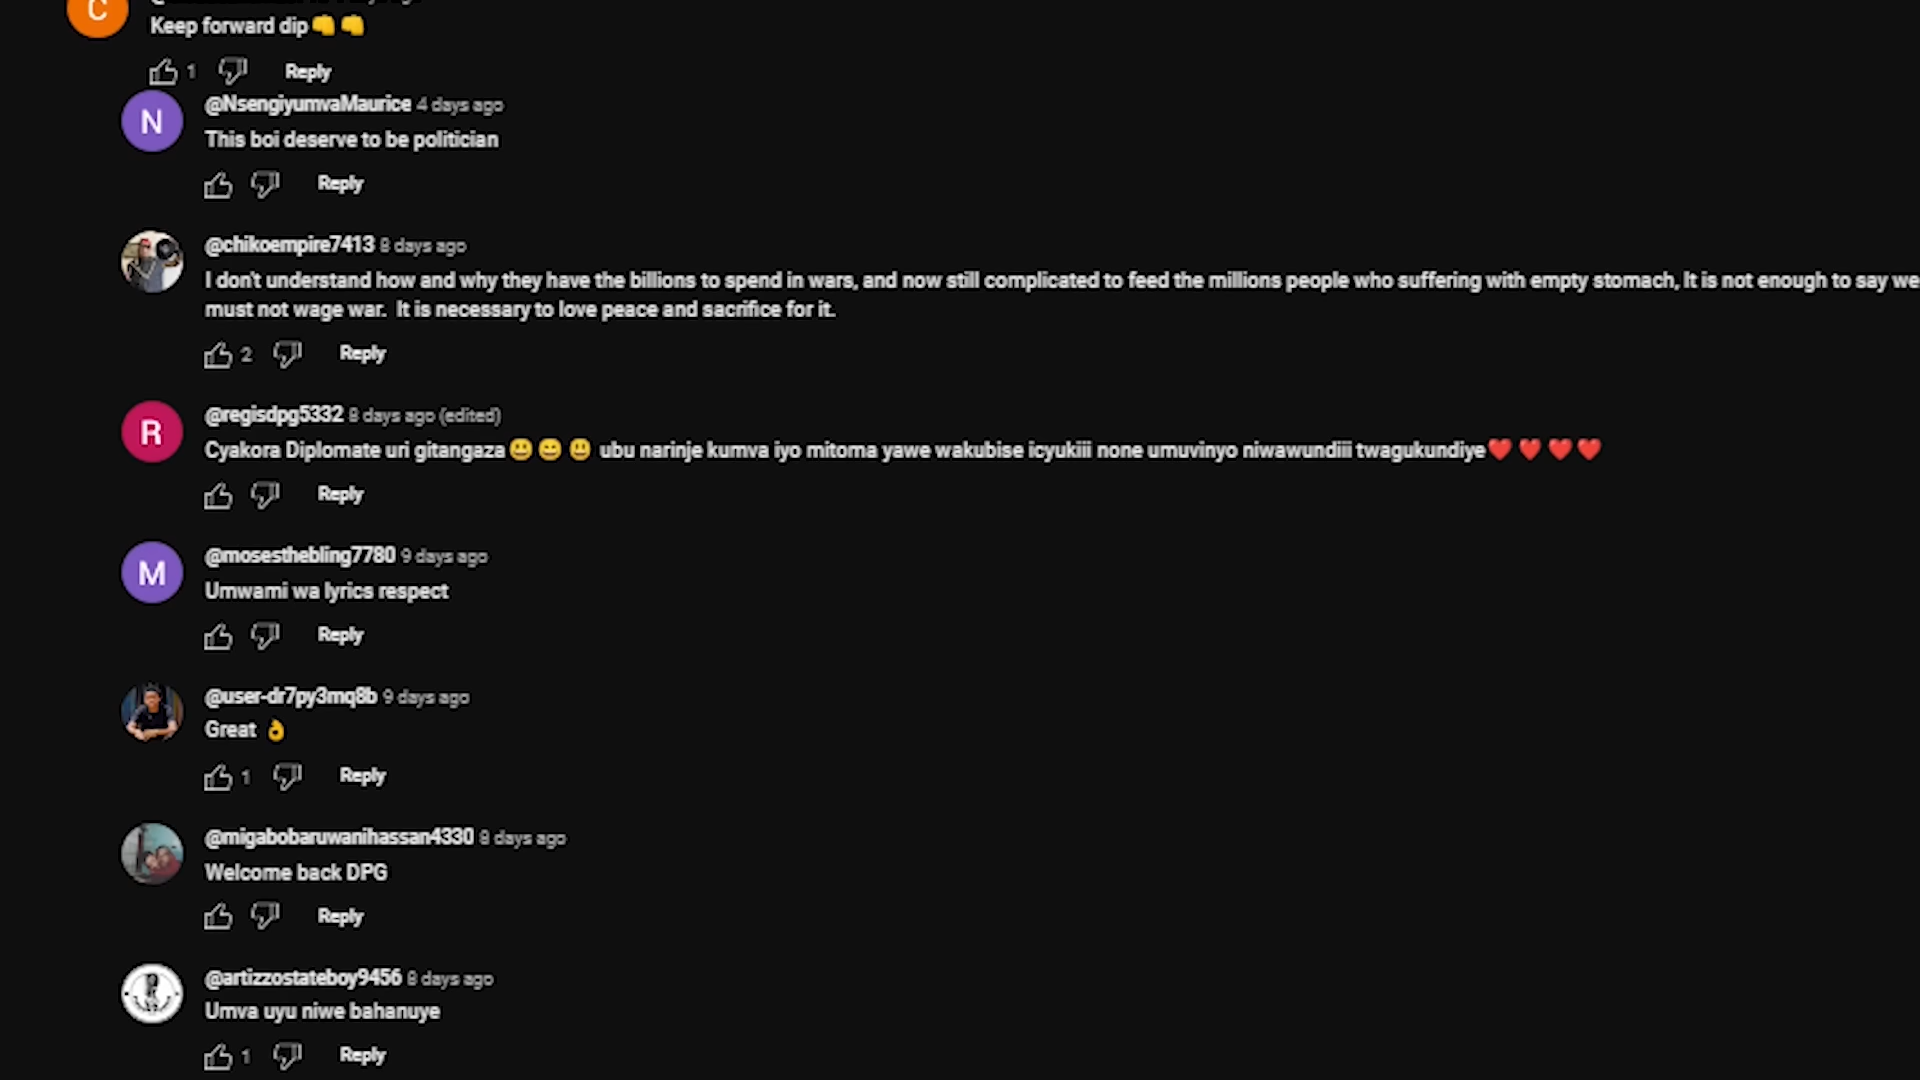 C
Keep forward dip👊👊
1 Reply
N
@NsengiyumvaMaurice 4 days ago
This boi deserve to be politician
Reply
@chikoempire7413 8 days ago
I don't understand how and why they have the billions to spend in wars, and now still complicated to feed the millions people who suffering with empty stomach, It is not enough to say we
must not wage war.  It is necessary to love peace and sacrifice for it.
2 Reply
R
@regisdpg5332 8 days ago (edited)
Cyakora Diplomate uri gitangaza😃😄😃 ubu narinje kumva iyo mitoma yawe wakubise icyukiii none umuvinyo niwawundiii twagukundiye❤️❤️❤️❤️
Reply
M
@mosesthebling7780 9 days ago
Umwami wa lyrics respect
Reply
@user-dr7py3mq8b 9 days ago
Great 👌
1 Reply
@migabobaruwanihassan4330 8 days ago
Welcome back DPG
Reply
@artizzostateboy9456 8 days ago
Umva uyu niwe bahanuye
1 Reply